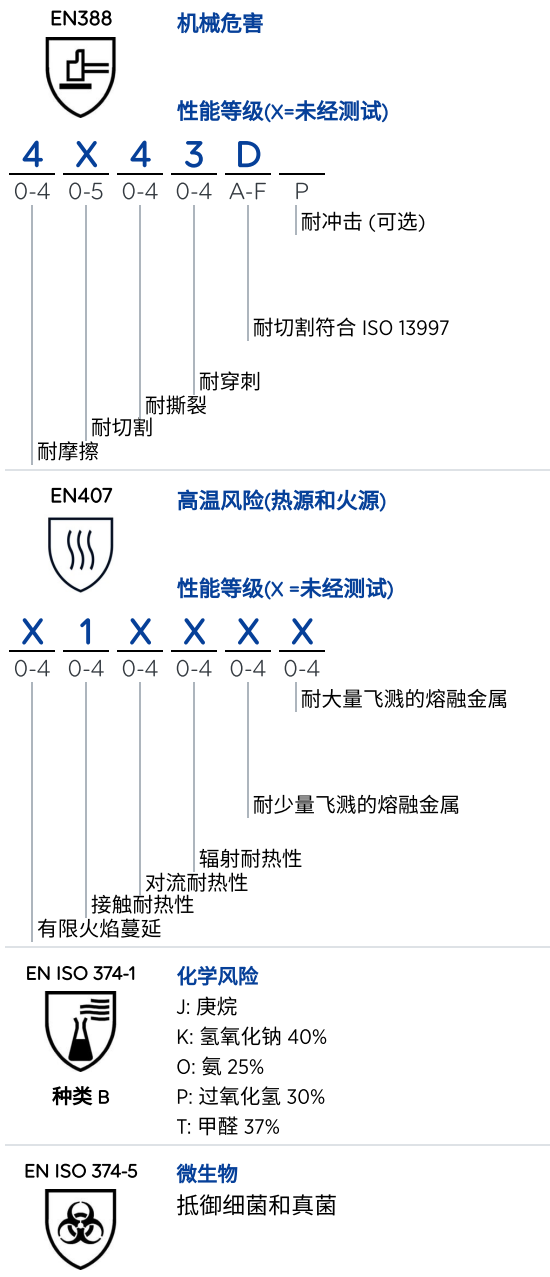 EN388
机械危害
性能等级(X=未经测试)
4 X 4 3 D
0-4 0-5 0-4 0-4 A-F P
耐冲击 (可选)
耐切割符合 ISO 13997
耐穿刺
耐撕裂
耐切割
耐摩擦
EN407
高温风险(热源和火源)
性能等级(X =未经测试)
X 1 X X X X
0-4 0-4 0-4 0-4 0-4 0-4
耐大量飞溅的熔融金属
耐少量飞溅的熔融金属
辐射耐热性
对流耐热性
接触耐热性
有限火焰蔓延
EN ISO 374-1
种类 B
化学风险
J: 庚烷
K: 氢氧化钠 40%
O: 氨 25%
P: 过氧化氢 30%
T: 甲醛 37%
EN ISO 374-5
微生物
抵御细菌和真菌